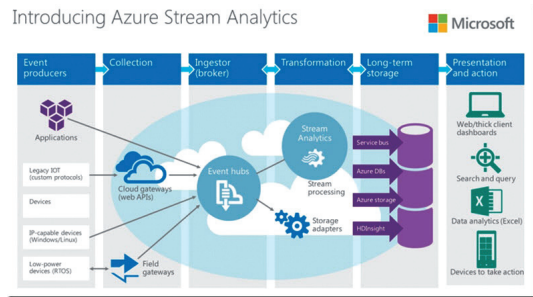 Introducing Azure Stream Analytics
Microsoft
Event
producers
Collection
Ingestor
(broker)
Transformation
Long-term
storage
Presentation
and action
Applications
Legacy IOT
(custom protocols)
Devices
IP-capable devices
(Windows/Linux)
Low-power
devices (RTOS)
Cloud gateways
(web APIs)
Field
gateways
Event hubs
Stream
Analytics
Stream
processing
Storage
adapters
Service bus
Azure DBs
Azure storage
HDInsight
Web/thick client
dashboards
Search and query
Data analytics (Excel)
Devices to take action